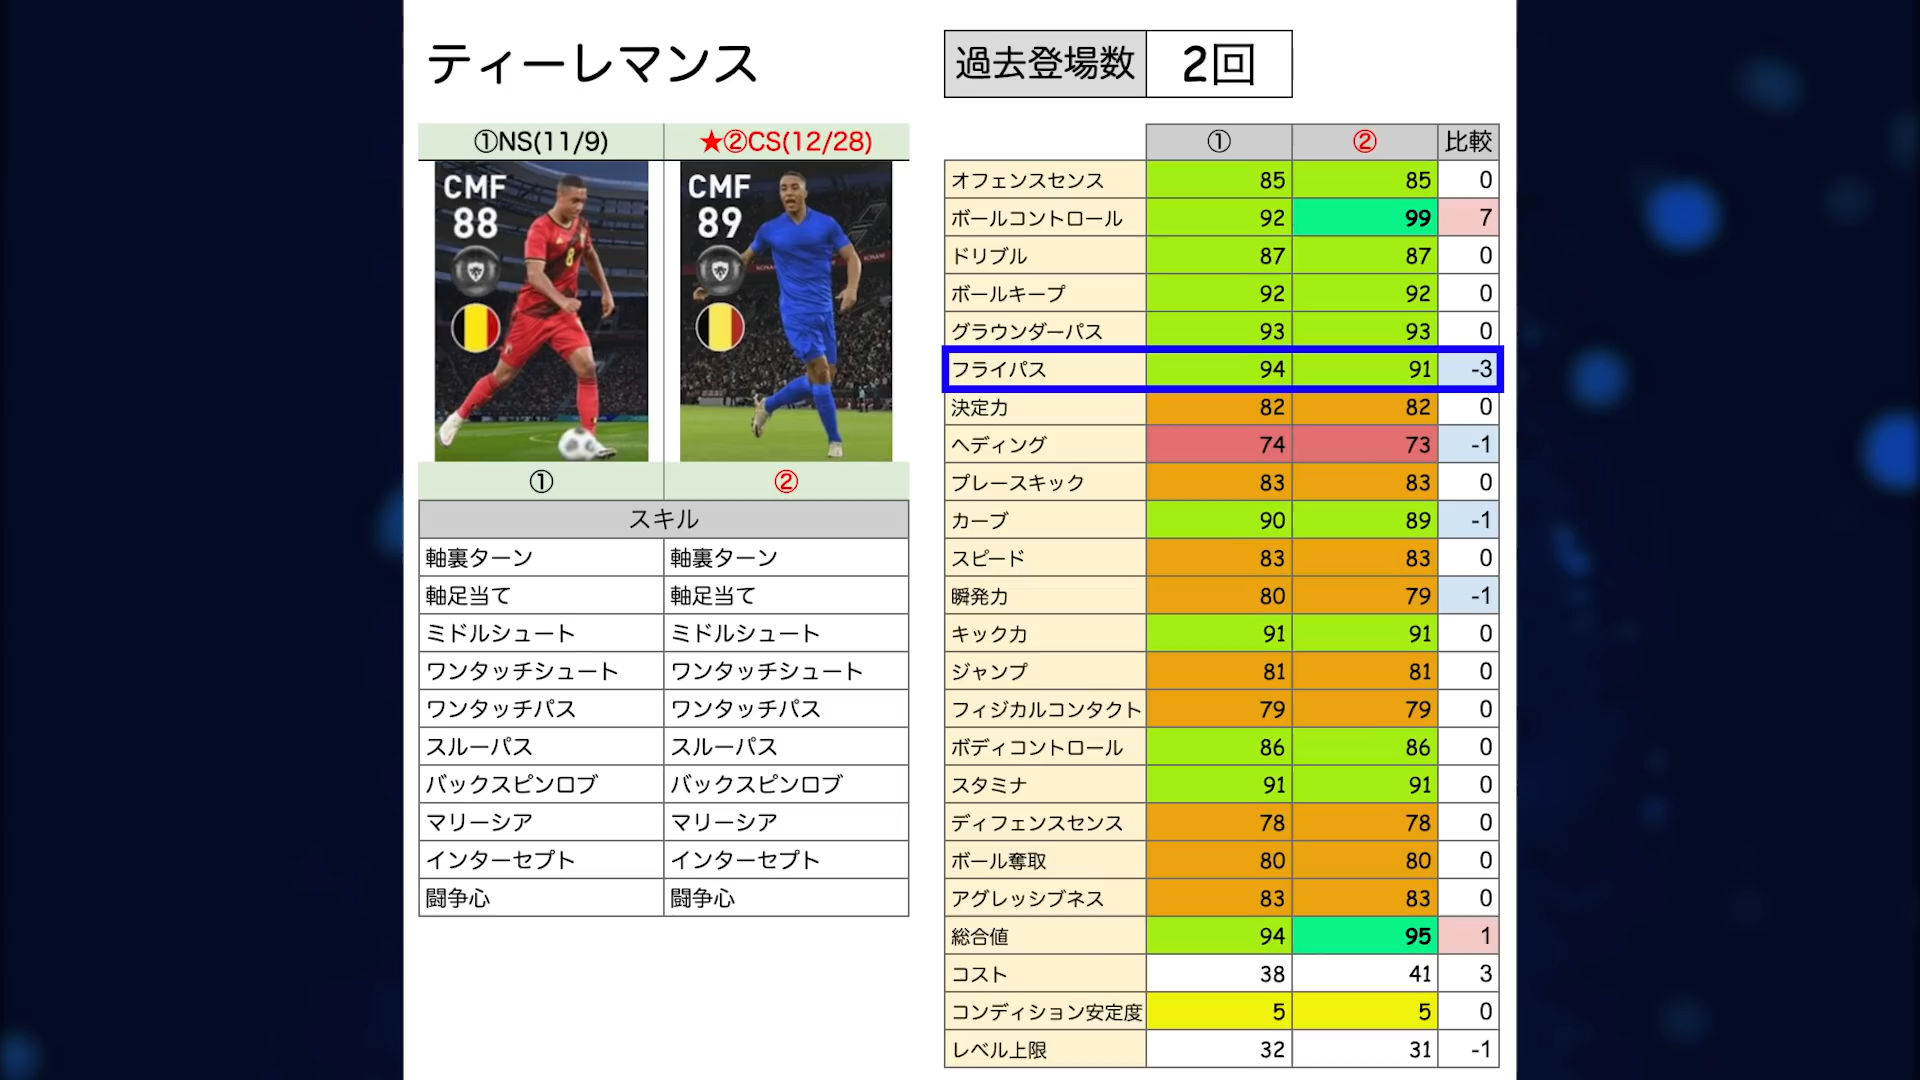 ティーレマンス
過去登場数 2回
①NS(11/9) ★②CS(12/28)
CMF
88
8
CMF
89
KONAMI
① ②
スキル
軸裏ターン 軸裏ターン
軸足当て 軸足当て
ミドルシュート ミドルシュート
ワンタッチシュート ワンタッチシュート
ワンタッチパス ワンタッチパス
スルーパス スルーパス
バックスピンロブ バックスピンロブ
マリーシア マリーシア
インターセプト インターセプト
闘争心 闘争心
① ② 比較
オフェンスセンス 85 85 0
ボールコントロール 92 99 7
ドリブル 87 87 0
ボールキープ 92 92 0
グラウンダーパス 93 93 0
フライパス 94 91 -3
決定力 82 82 0
ヘディング 74 73 -1
プレースキック 83 83 0
カーブ 90 89 -1
スピード 83 83 0
瞬発力 80 79 -1
キック力 91 91 0
ジャンプ 81 81 0
フィジカルコンタクト 79 79 0
ボディコントロール 86 86 0
スタミナ 91 91 0
ディフェンスセンス 78 78 0
ボール奪取 80 80 0
アグレッシブネス 83 83 0
総合値 94 95 1
コスト 38 41 3
コンディション安定度 5 5 0
レベル上限 32 31 -1